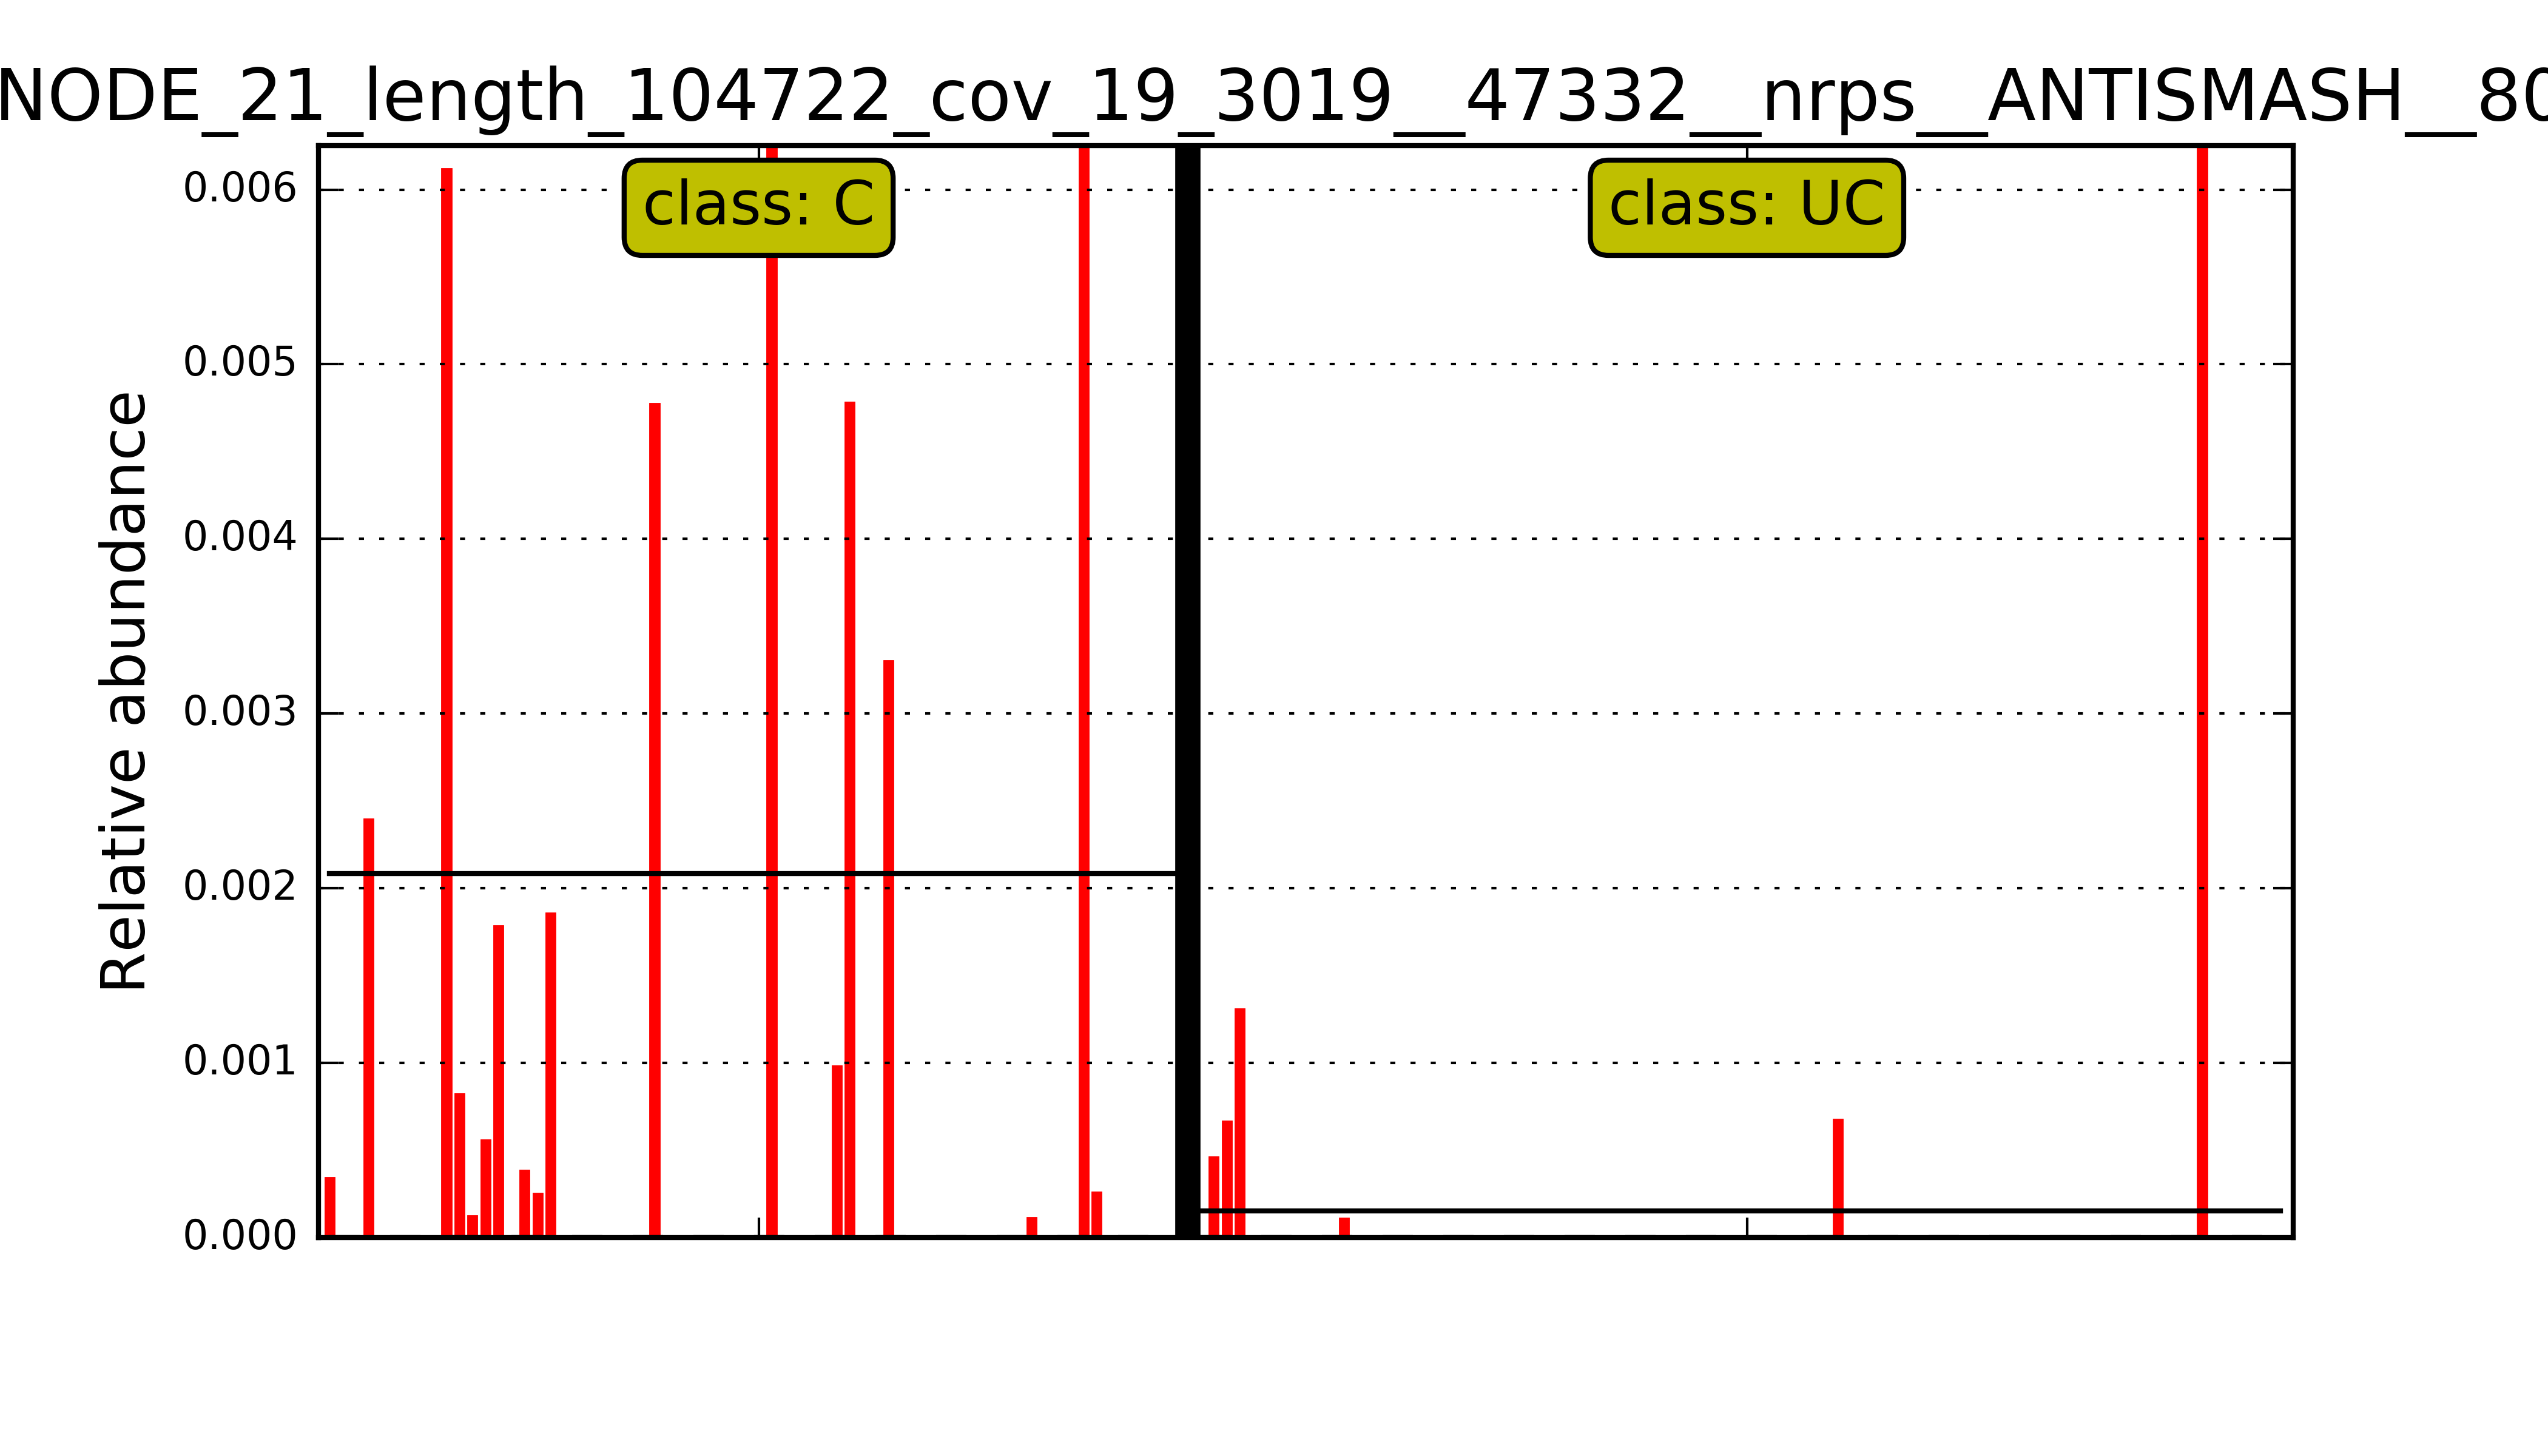 NODE_21_length_104722_cov_19_3019__47332__nrps__ANTISMASH__80
class: C
class: UC
0.006
0.005
0.004
0.003
0.002
0.001
0.000
Relative abundance